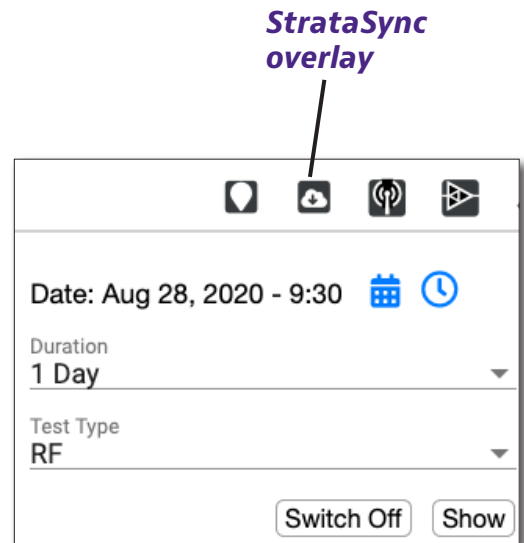 StrataSync
overlay
Date: Aug 28, 2020 - 9:30
Duration
1 Day
Test Type
RF
Switch Off Show